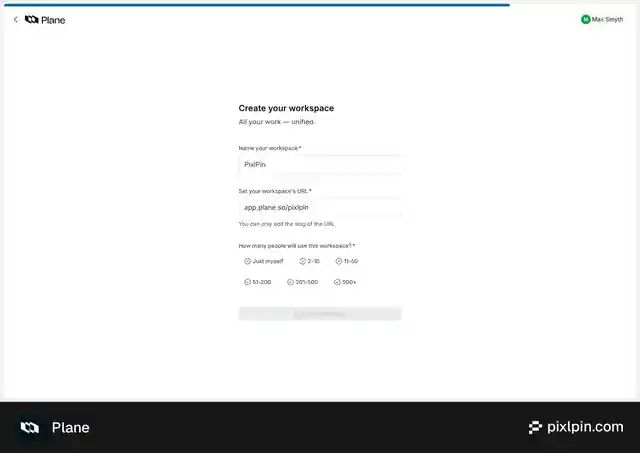 Plane
M Max Smyth
Create your workspace
All your work — unified.
Name your workspace *
PixlPin
Set your workspace's URL *
app.plane.so/pixlpin
You can only edit the slug of the URL
How many people will use this workspace? *
Just myself 2-10 11-50
51-200 201-500 500+
Plane
pixlpin.com